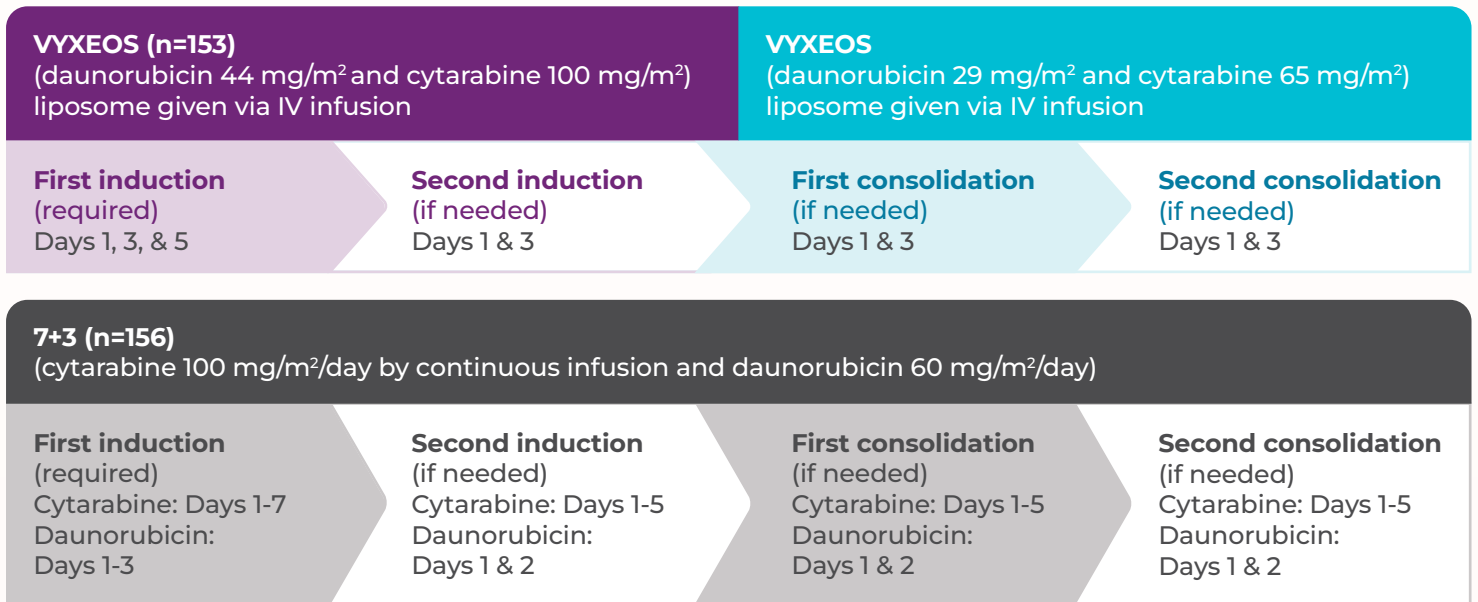 VYXEOS (n=153)
(daunorubicin 44 mg/m² and cytarabine 100 mg/m²)
liposome given via IV infusion
VYXEOS
(daunorubicin 29 mg/m² and cytarabine 65 mg/m²)
liposome given via IV infusion
First induction
(required)
Days 1, 3, & 5
Second induction
(if needed)
Days 1 & 3
First consolidation
(if needed)
Days 1 & 3
Second consolidation
(if needed)
Days 1 & 3
7+3 (n=156)
(cytarabine 100 mg/m²/day by continuous infusion and daunorubicin 60 mg/m²/day)
First induction
(required)
Cytarabine: Days 1-7
Daunorubicin:
Days 1-3
Second induction
(if needed)
Cytarabine: Days 1-5
Daunorubicin:
Days 1 & 2
First consolidation
(if needed)
Cytarabine: Days 1-5
Daunorubicin:
Days 1 & 2
Second consolidation
(if needed)
Cytarabine: Days 1-5
Daunorubicin:
Days 1 & 2